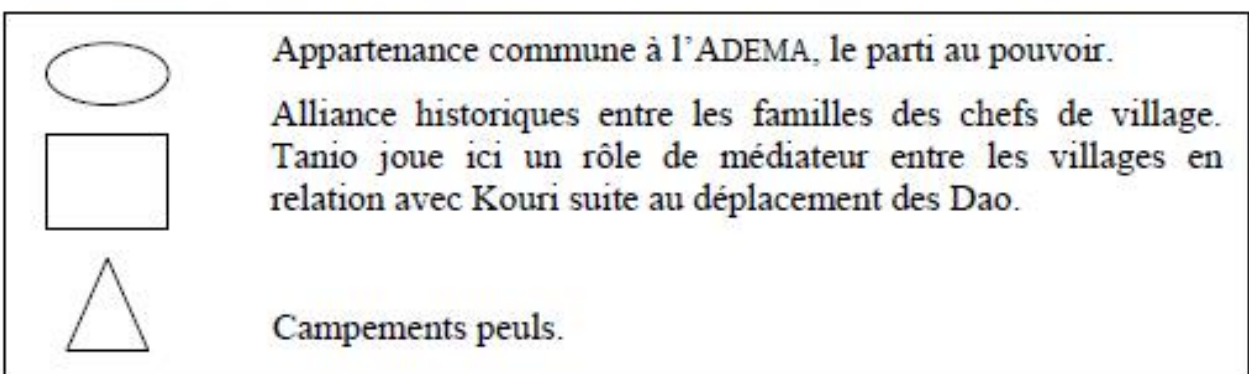 Appartenance commune à l’ADEMA, le parti au pouvoir.
Alliance historiques entre les familles des chefs de village.
Tanio joue ici un rôle de médiateur entre les villages en
relation avec Kouri suite au déplacement des Dao.
Campements peuls.